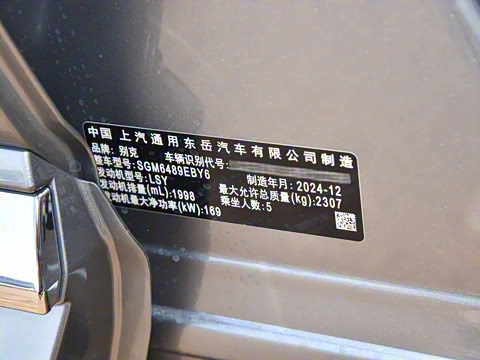 中国 上汽通用东岳汽车有限公司制造
品牌: 别克 车辆识别代号:
整车型号:SGM6489EBY6 制造年月: 2024-12
发动机型号:LSY 最大允许总质量(kg):2307
发动机排量(mL):1998 乘坐人数:5
发动机最大净功率(kW):169